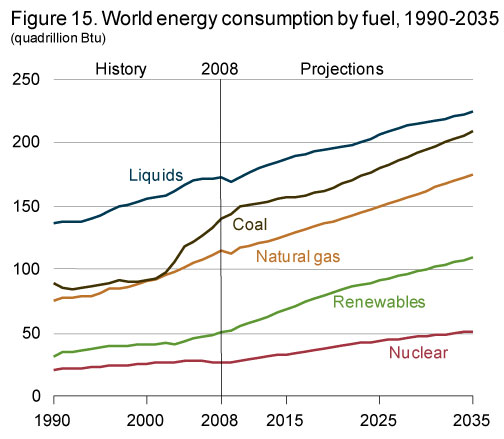 Figure 15. World energy consumption by fuel, 1990-2035
(quadrillion Btu)
History 2008 Projections
250
200
Liquids
150
Coal
Natural gas
100
Renewables
50
Nuclear
0
1990 2000 2008 2015 2025 2035